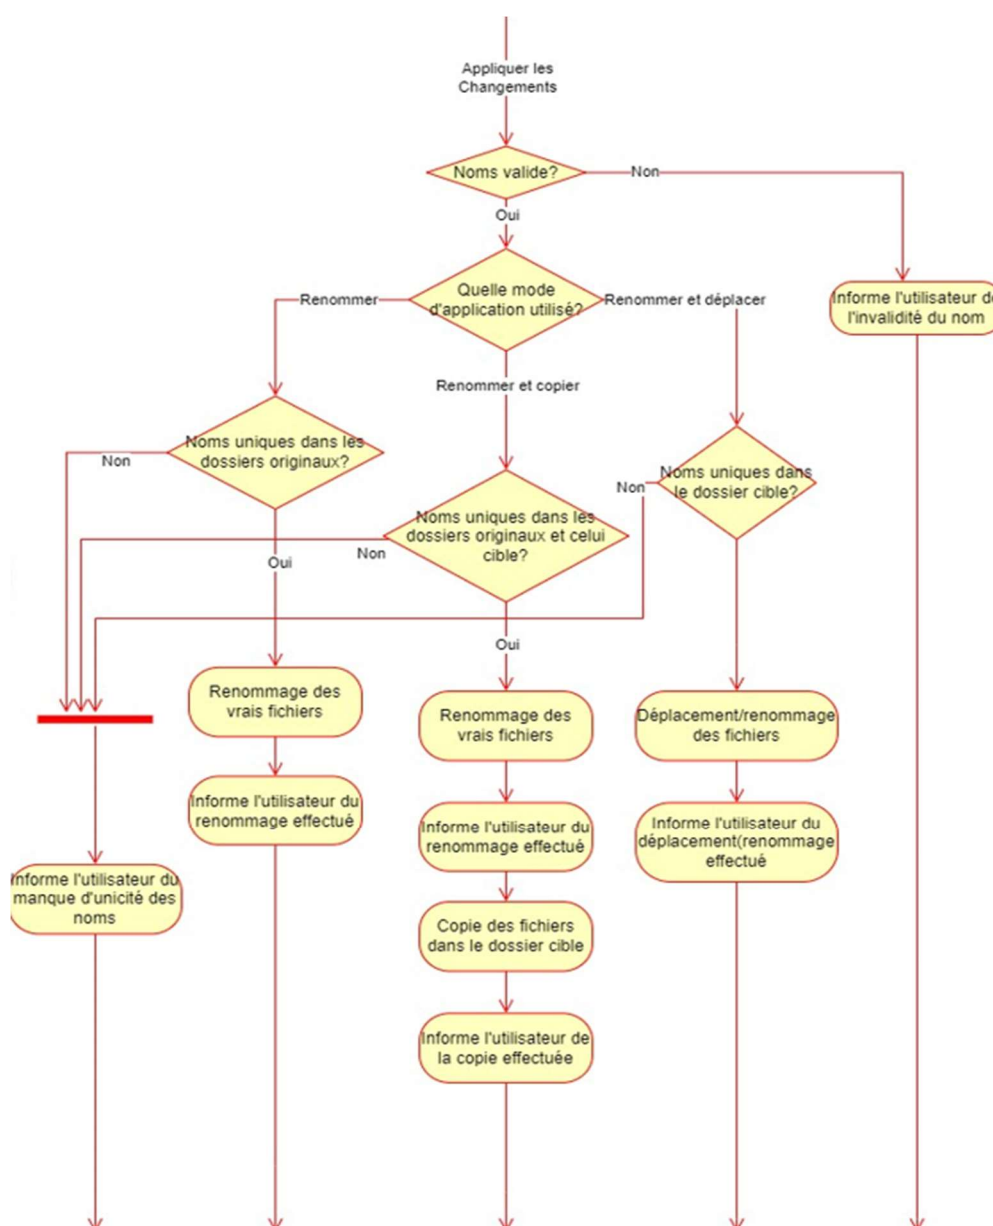 Appliquer les
Changements
Noms valide?
Non
Oui
Quelle mode
d'application utilisé?
Renommer
Renommer et déplacer
Informe l'utilisateur de
l'invalidité du nom
Renommer et copier
Noms uniques dans les
dossiers originaux?
Non
Noms uniques dans
le dossier cible?
Non
Noms uniques dans les
dossiers originaux et celui
cible?
Non
Oui
Oui
Renommage des
vrais fichiers
Renommage des
vrais fichiers
Déplacement/renommage
des fichiers
Informe l'utilisateur du
renommage effectué
Informe l'utilisateur du
renommage effectué
Informe l'utilisateur du
déplacement(renommage
effectué
Informe l'utilisateur du
manque d'unicité des
noms
Copie des fichiers
dans le dossier cible
Informe l'utilisateur de
la copie effectuée